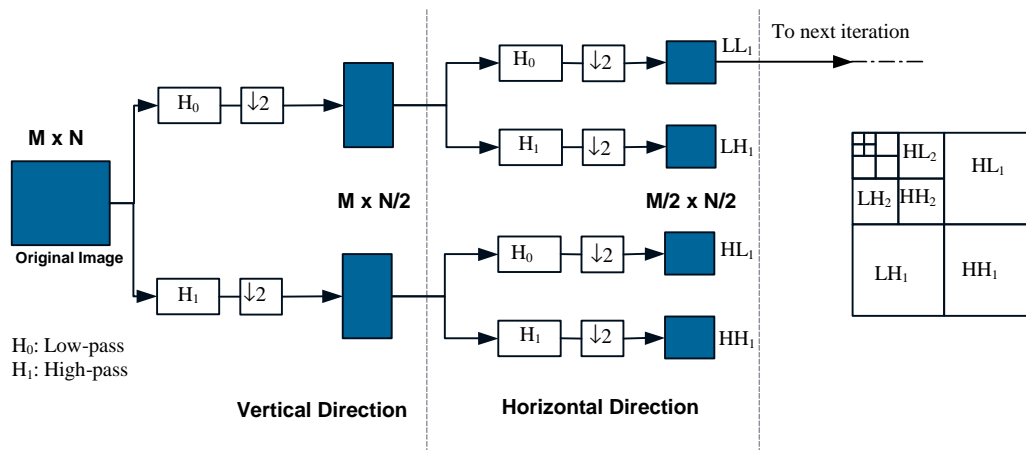 To next iteration
LL₁
H₀
↓2
H₀
↓2
M x N
H₁
↓2
LH₁
M x N/2
M/2 x N/2
Original Image
H₀
↓2
HL₁
H₁
↓2
H₁
↓2
HH₁
H₀: Low-pass
H₁: High-pass
Vertical Direction
Horizontal Direction
HL₂
HL₁
LH₂
HH₂
LH₁
HH₁